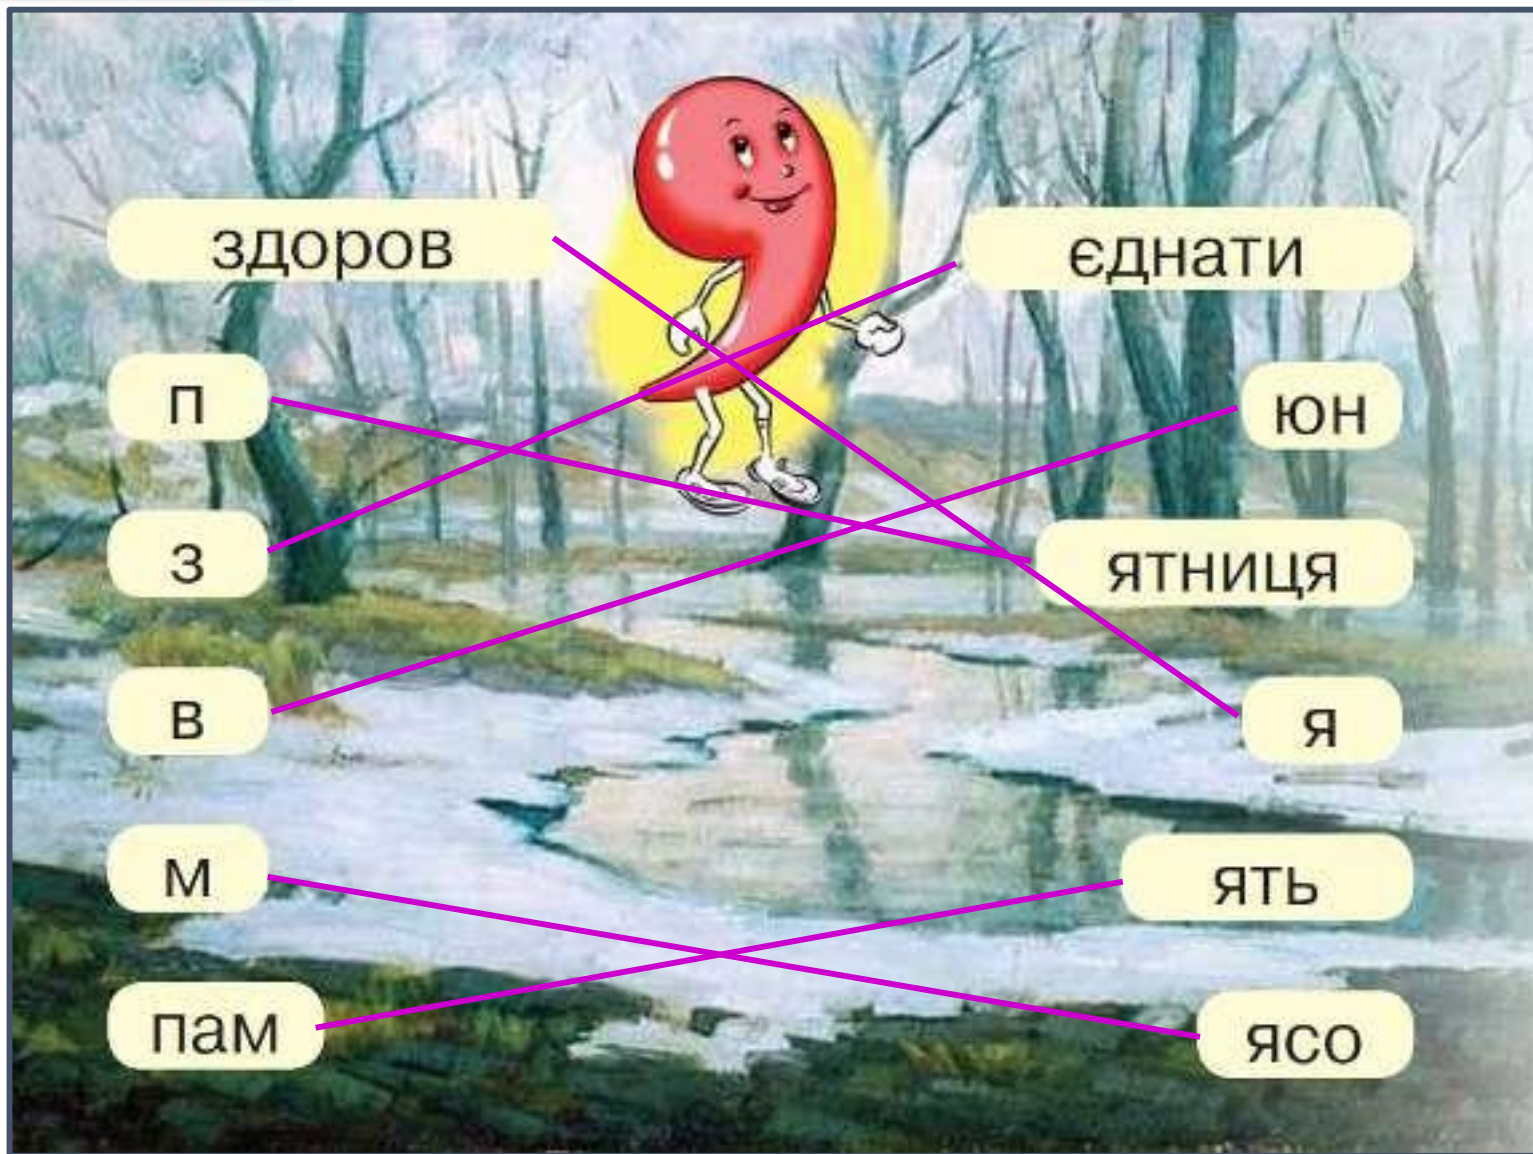 здоров
єднати
п
юн
з
ятниця
в
я
м
ять
пам
ясо